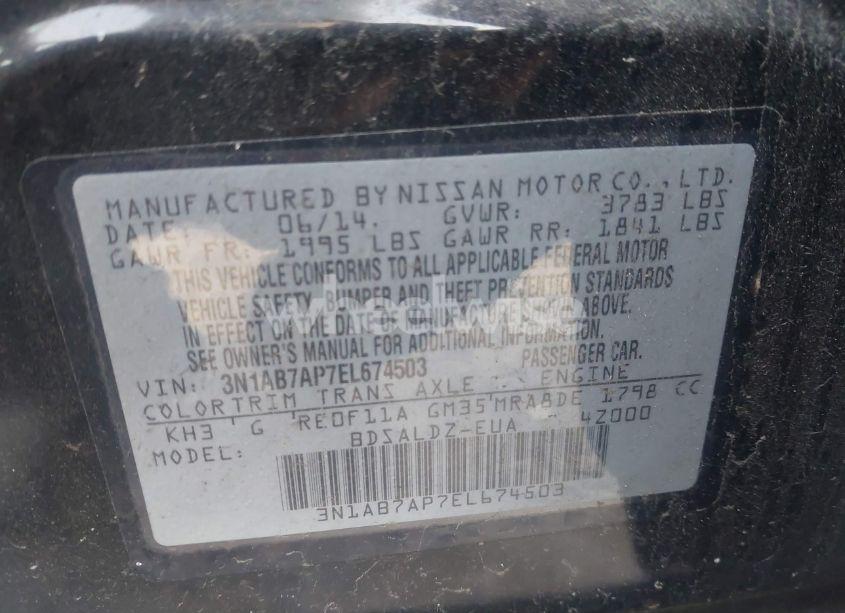 MANUFACTURED BY NISSAN MOTOR CO., LTD.
DATE: 06/14. GVWR: 3783 LBS
GAWR FR: 1995 LBS GAWR RR: 1841 LBS
THIS VEHICLE CONFORMS TO ALL APPLICABLE FEDERAL MOTOR
VEHICLE SAFETY, BUMPER AND THEFT PREVENTION STANDARDS
IN EFFECT ON THE DATE OF MANUFACTURE SHOWN ABOVE.
SEE OWNER'S MANUAL FOR ADDITIONAL INFORMATION.
VIN: 3N1AB7AP7EL674503 PASSENGER CAR.
COLOR TRIM TRANS AXLE ENGINE
KH3 G RE0F11A GM35 MRA8DE 1798 CC
MODEL: BDSALDZ-EUA - 4Z000
3N1AB7AP7EL674503
wheelwise